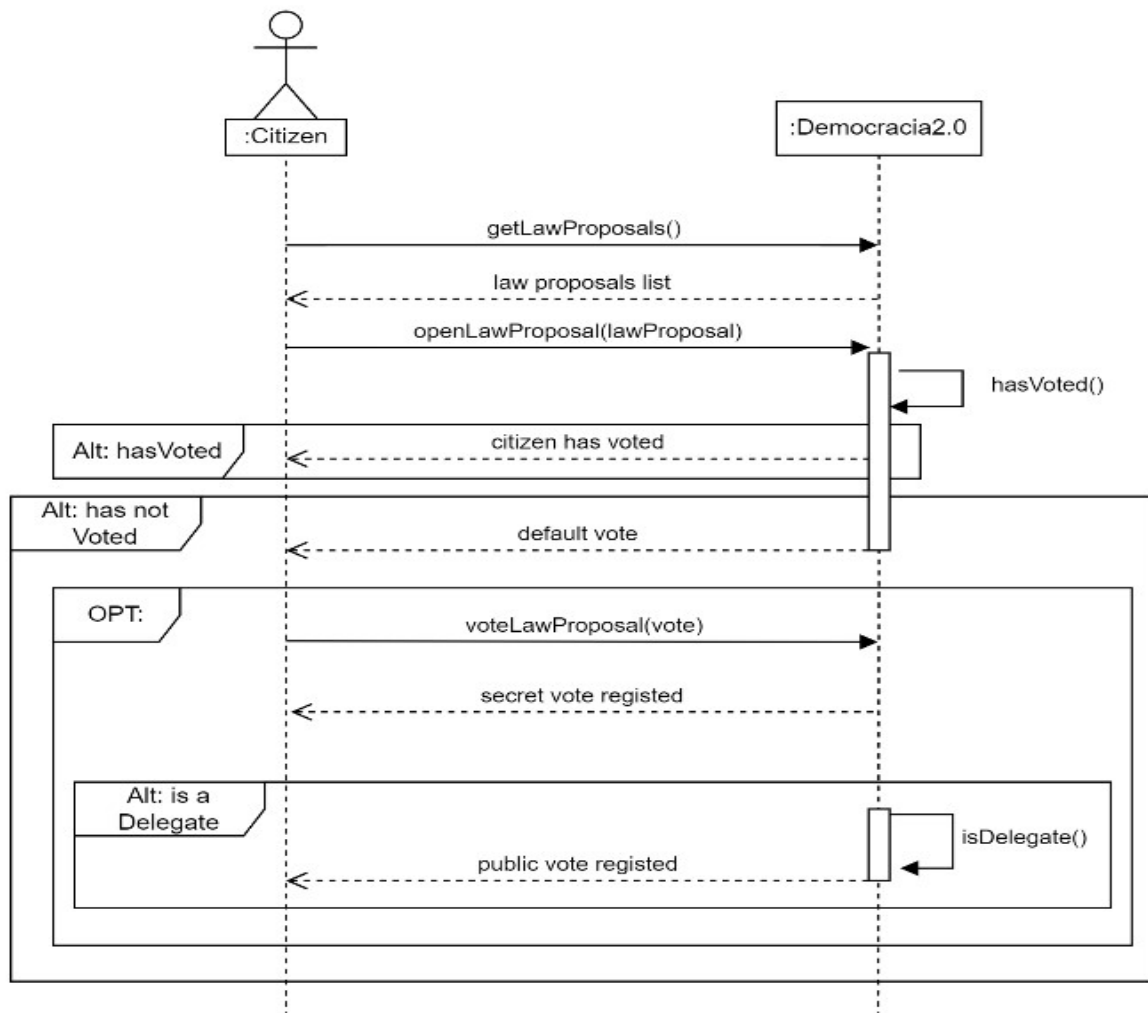 :Citizen
:Democracia2.0
getLawProposals()
law proposals list
openLawProposal(lawProposal)
hasVoted()
Alt: hasVoted
citizen has voted
Alt: has not
Voted
default vote
OPT:
voteLawProposal(vote)
secret vote registed
Alt: is a
Delegate
isDelegate()
public vote registed